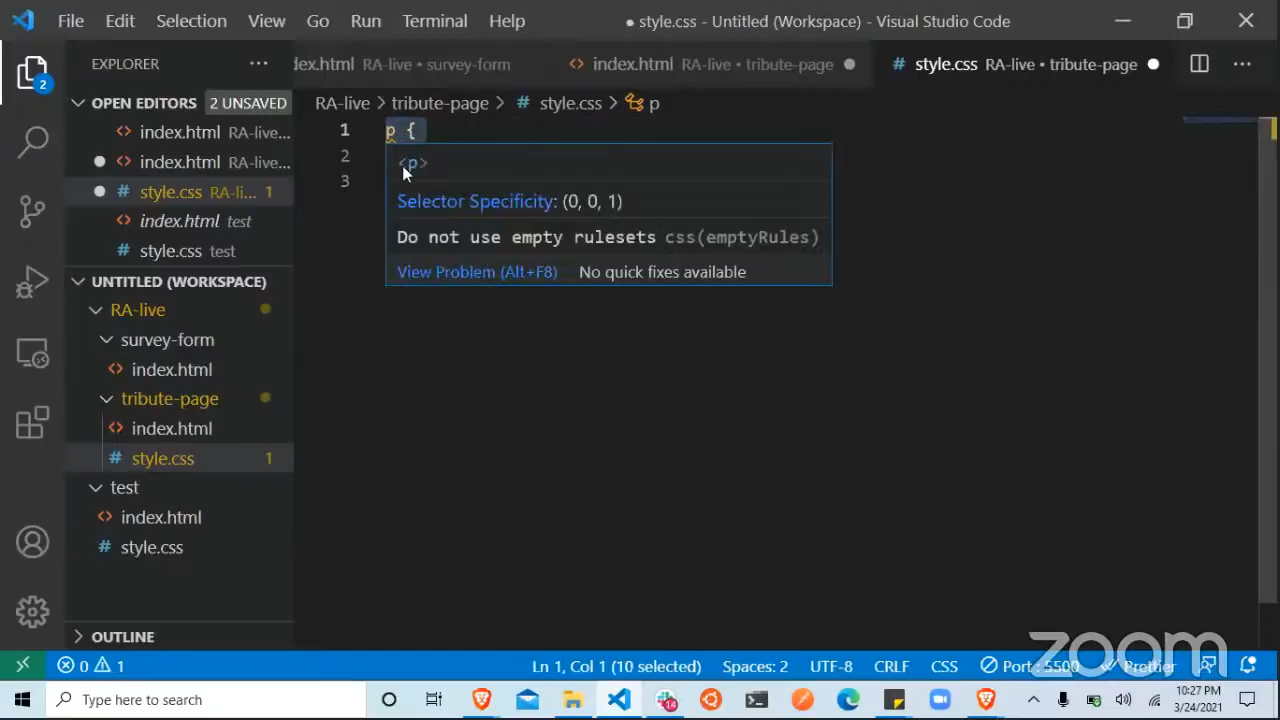 File Edit Selection View Go Run Terminal Help ● style.css - Untitled (Workspace) - Visual Studio Code
EXPLORER ···
dex.html RA-live • survey-form <> index.html RA-live • tribute-page ● # style.css RA-live • tribute-page ● ···
2
OPEN EDITORS 2 UNSAVED
RA-live > tribute-page > # style.css > p
<> index.html RA-live...
● <> index.html RA-live...
● # style.css RA-li... 1
<> index.html test
# style.css test
1 p {
2
3
<p>
Selector Specificity: (0, 0, 1)
Do not use empty rulesets css(emptyRules)
View Problem (Alt+F8) No quick fixes available
UNTITLED (WORKSPACE)
RA-live
survey-form
<> index.html
tribute-page
<> index.html
# style.css 1
test
<> index.html
# style.css
OUTLINE
zoom
0 1 Ln 1, Col 1 (10 selected) Spaces: 2 UTF-8 CRLF CSS Port : 5500 Prettier
Type here to search
14
10:27 PM
3/24/2021